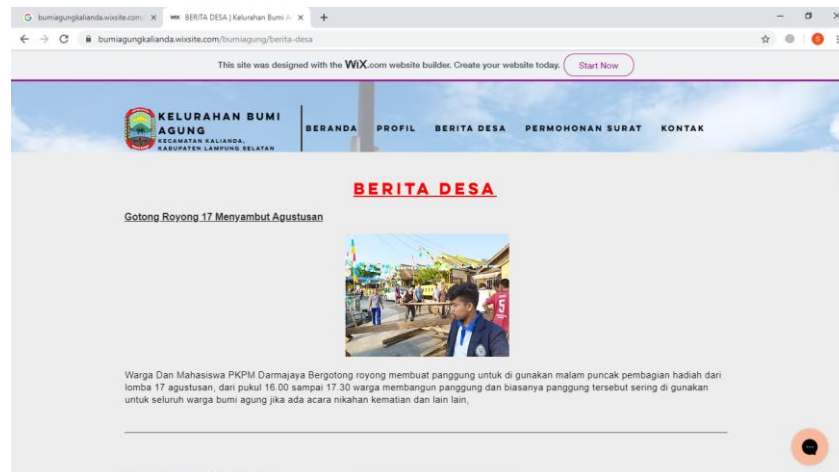 bumiagungkalianda.wixsite.com/
BERITA DESA | Kelurahan Bumi A
bumiagungkalianda.wixsite.com/bumiagung/berita-desa
This site was designed with the WiX.com website builder. Create your website today.
Start Now
KELURAHAN BUMI
AGUNG
KECAMATAN KALIANDA,
KABUPATEN LAMPUNG SELATAN
BERANDA PROFIL BERITA DESA PERMOHONAN SURAT KONTAK
BERITA DESA
Gotong Royong 17 Menyambut Agustusan
5
Warga Dan Mahasiswa PKPM Darmajaya Bergotong royong membuat panggung untuk di gunakan malam puncak pembagian hadiah dari
lomba 17 agustusan, dari pukul 16.00 sampai 17.30 warga membangun panggung dan biasanya panggung tersebut sering di gunakan
untuk seluruh warga bumi agung jika ada acara nikahan kematian dan lain lain,